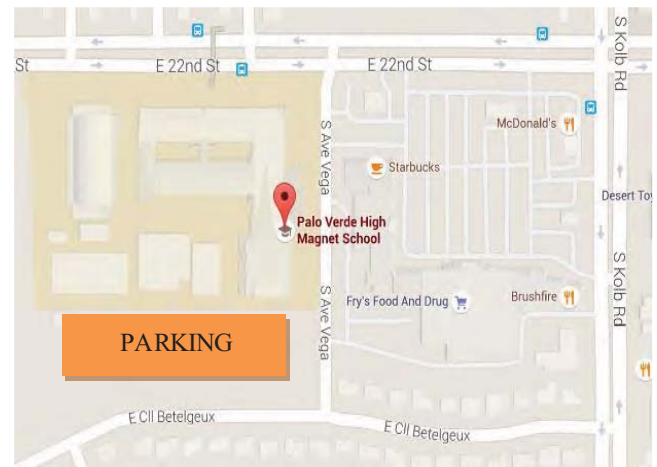 St
E 22nd St
E 22nd St
S Kolb Rd
S Ave Vega
McDonald's
Starbucks
Desert Toy
Palo Verde High
Magnet School
S Kolb Rd
S Ave Vega
Fry's Food And Drug
Brushfire
PARKING
E Cll Betelgeux
E Cll Betelgeux